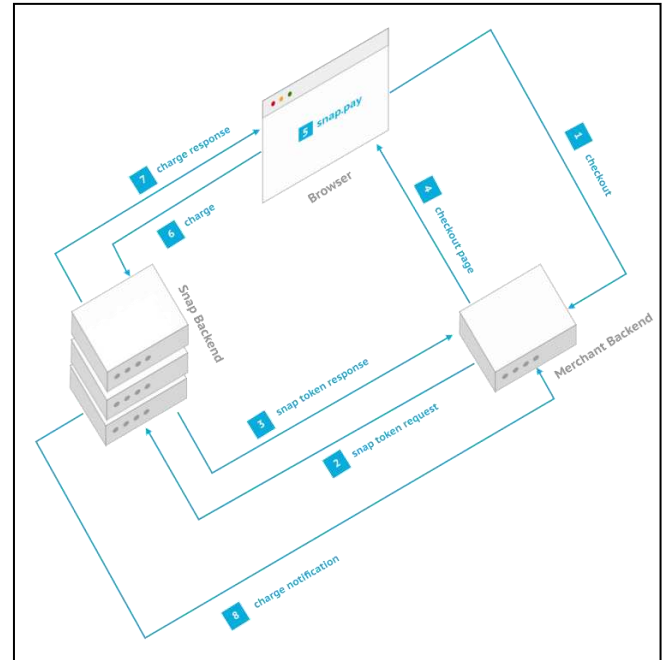 5 snap.pay
Browser
1 checkout
7 charge response
6 charge
4 checkout page
Snap Backend
Merchant Backend
3 snap token response
2 snap token request
8 charge notification